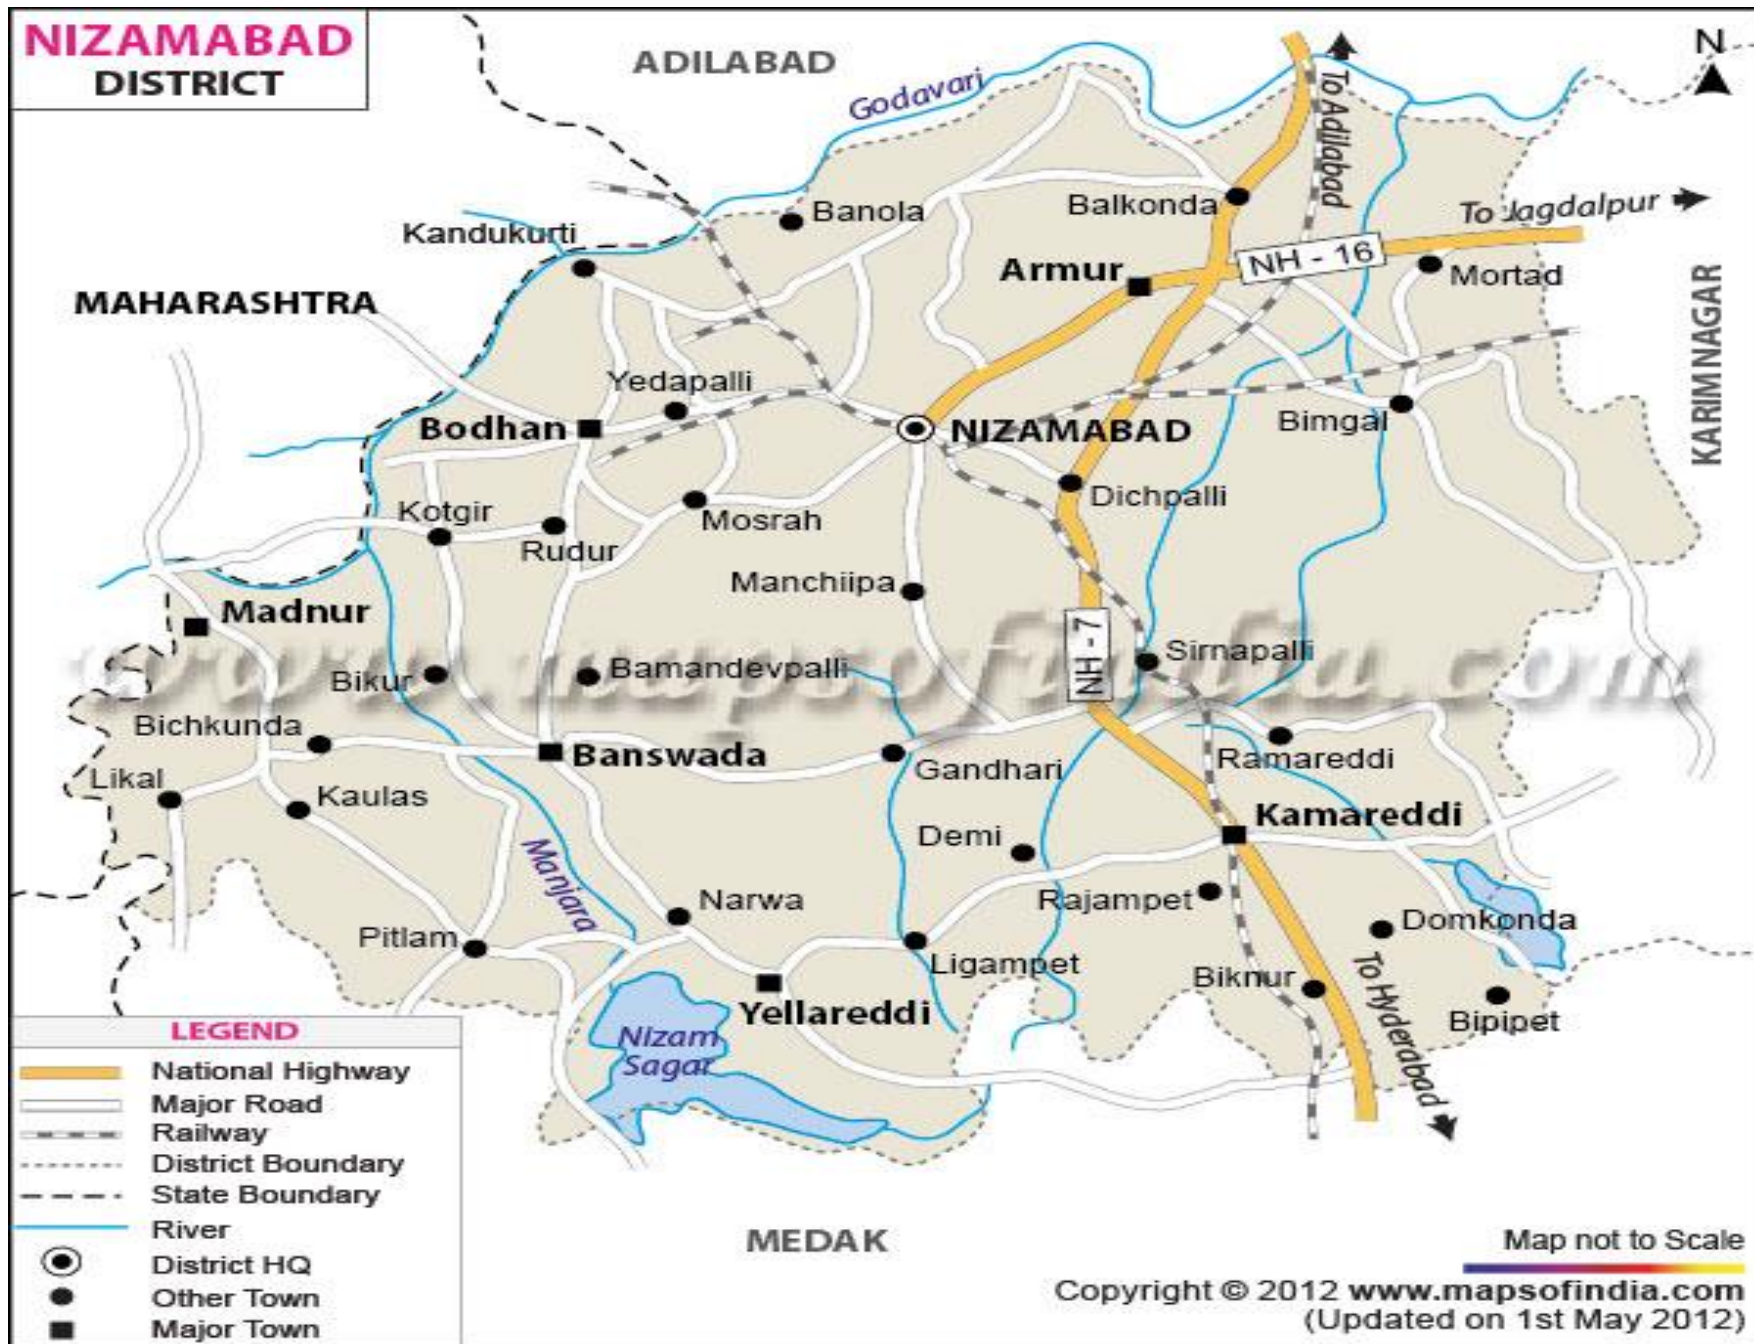 NIZAMABAD
DISTRICT
ADILABAD
N
Godavari
To Adilabad
Banola
Balkonda
To Jagdalpur
Kandukurti
NH - 16
Armur
Mortad
MAHARASHTRA
KARIMNAGAR
Yedapalli
Bodhan
NIZAMABAD
Bimgal
Dichpalli
Kotgir
Mosrah
Rudur
Manchiipa
Madnur
NH - 7
Sirnapalli
www.mapsofindia.com
Bamandevpalli
Bikur
Bichkunda
Banswada
Gandhari
Ramareddi
Likal
Kaulas
Kamareddi
Demi
Manjara
Narwa
Rajampet
Domkonda
Pitlam
Ligampet
Biknur
To Hyderabad
Yellareddi
Bipipet
NIzam
Sagar
LEGEND
National Highway
Major Road
Railway
District Boundary
State Boundary
River
District HQ
Other Town
Major Town
MEDAK
Map not to Scale
Copyright © 2012 www.mapsofindia.com
(Updated on 1st May 2012)